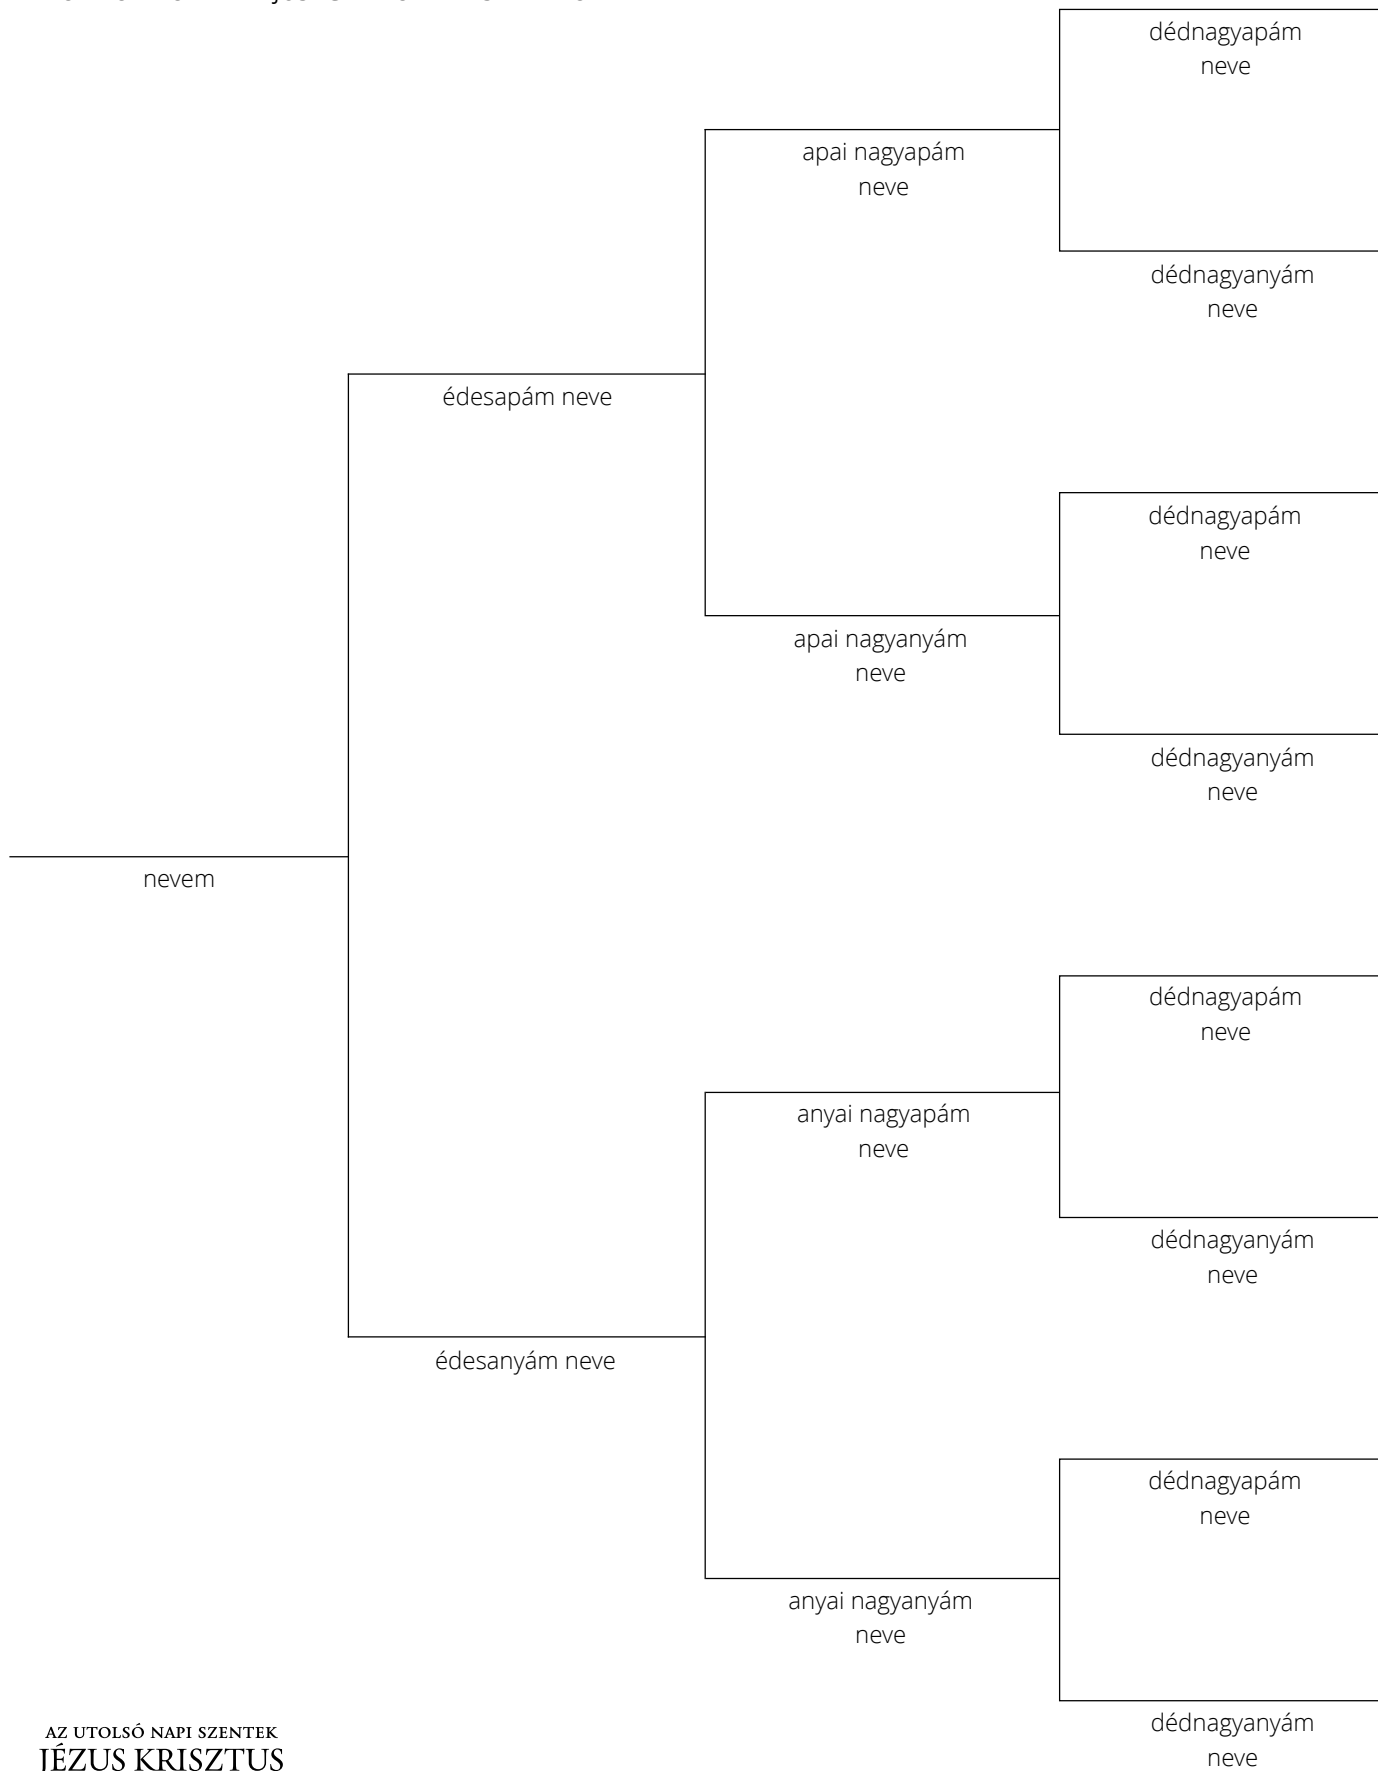 dédnagyapám
neve
apai nagyapám
neve
dédnagyanyám
neve
édesapám neve
dédnagyapám
neve
apai nagyanyám
neve
dédnagyanyám
neve
nevem
dédnagyapám
neve
anyai nagyapám
neve
dédnagyanyám
neve
édesanyám neve
dédnagyapám
neve
anyai nagyanyám
neve
dédnagyanyám
neve
AZ UTOLSÓ NAPI SZENTEK
JÉZUS KRISZTUS